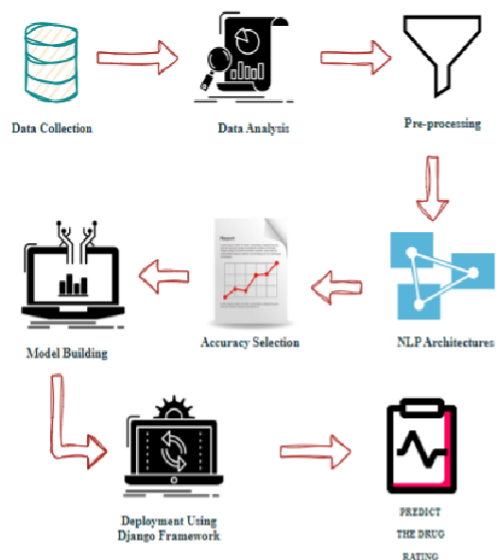 Data Collection
Data Analysis
Pre-processing
Model Building
Report
Accuracy Selection
NLP Architectures
Deployment Using
Django Framework
PREDICT
THE DRUG
RATING